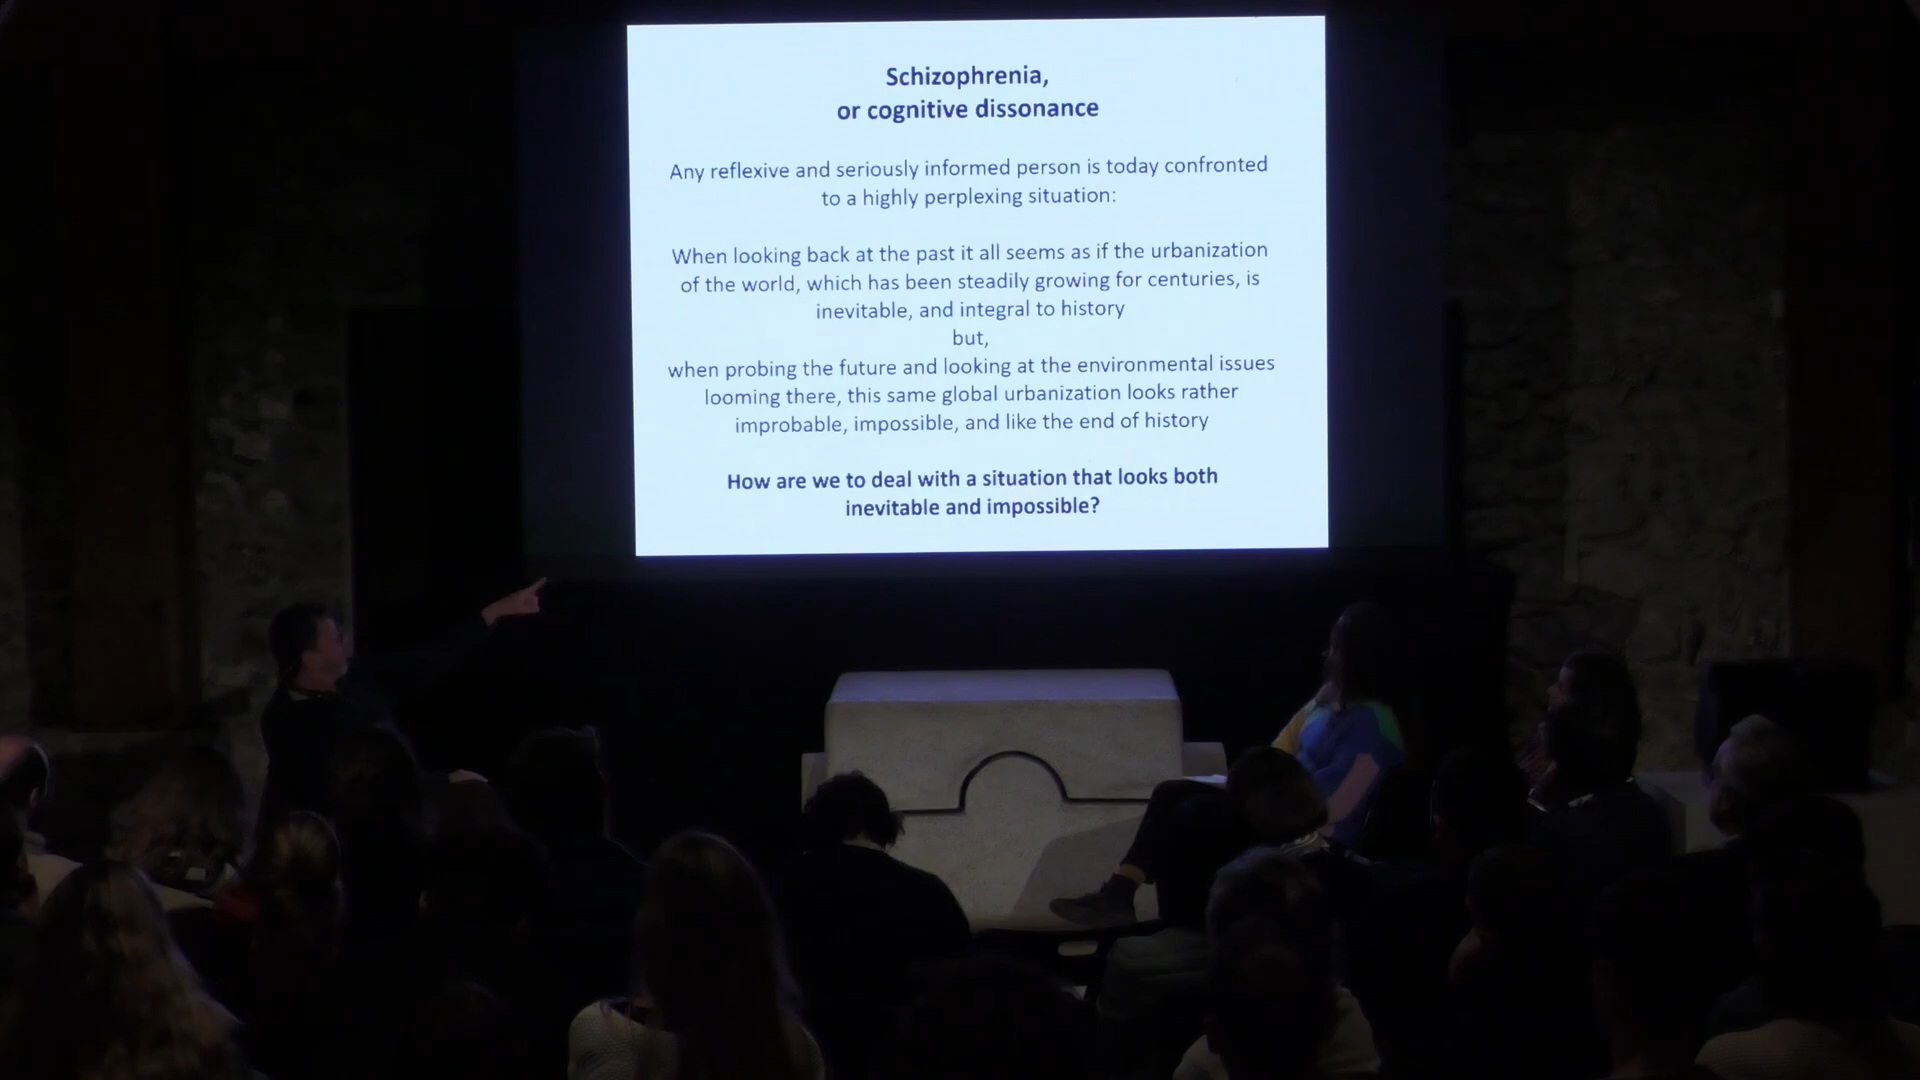 Schizophrenia,
or cognitive dissonance
Any reflexive and seriously informed person is today confronted
to a highly perplexing situation:
When looking back at the past it all seems as if the urbanization
of the world, which has been steadily growing for centuries, is
inevitable, and integral to history
but,
when probing the future and looking at the environmental issues
looming there, this same global urbanization looks rather
improbable, impossible, and like the end of history
How are we to deal with a situation that looks both
inevitable and impossible?